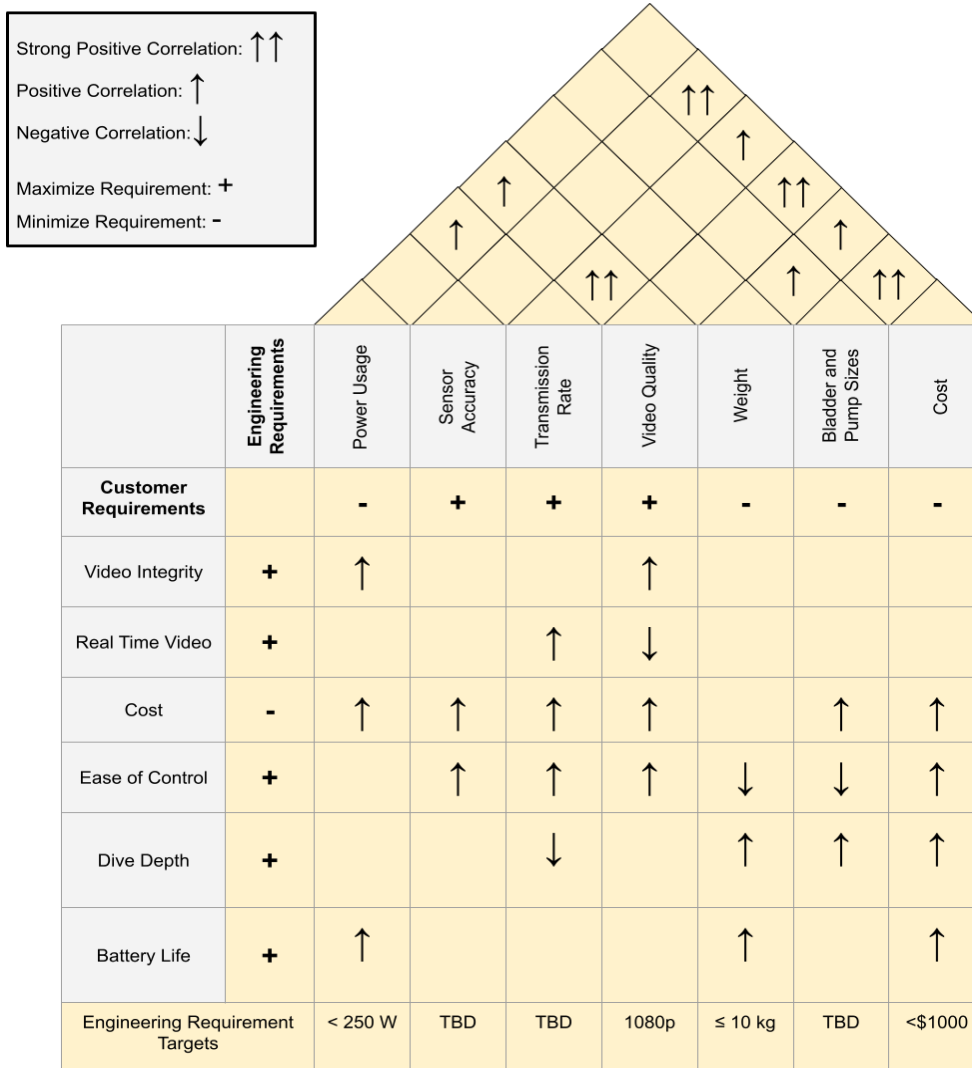 Strong Positive Correlation: ↑↑
Positive Correlation: ↑
Negative Correlation: ↓
Maximize Requirement: +
Minimize Requirement: -
↑↑
↑
↑ ↑↑
↑ ↑
↑↑ ↑ ↑↑
Engineering
Requirements
Power Usage
Sensor
Accuracy
Transmission
Rate
Video Quality
Weight
Bladder and
Pump Sizes
Cost
Customer
Requirements
- + + + - - -
Video Integrity + ↑ ↑
Real Time Video + ↑ ↓
Cost - ↑ ↑ ↑ ↑ ↑ ↑
Ease of Control + ↑ ↑ ↑ ↓ ↓ ↑
Dive Depth + ↓ ↑ ↑ ↑
Battery Life + ↑ ↑ ↑
Engineering Requirement
Targets
< 250 W TBD TBD 1080p ≤ 10 kg TBD <$1000